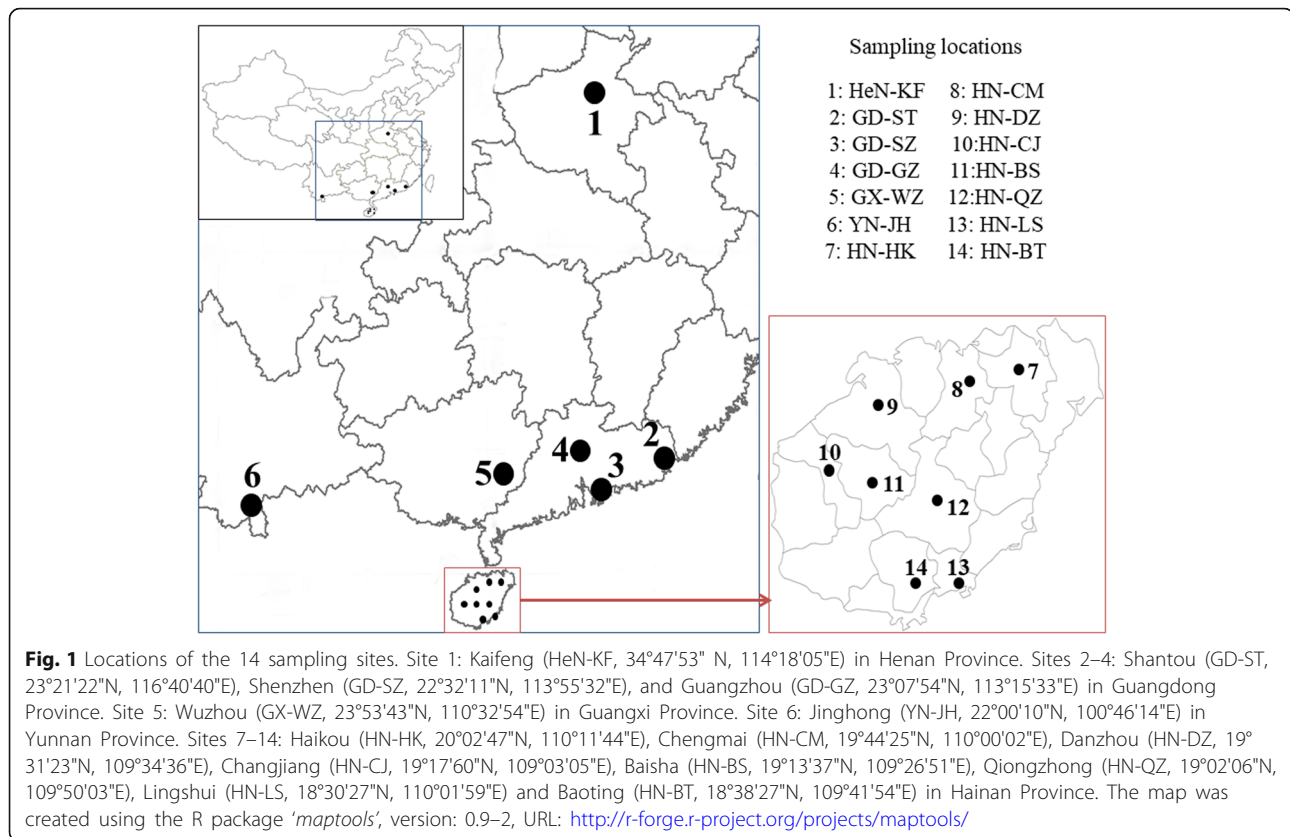 Sampling locations
1: HeN-KF 8: HN-CM
2: GD-ST 9: HN-DZ
3: GD-SZ 10:HN-CJ
4: GD-GZ 11:HN-BS
5: GX-WZ 12:HN-QZ
6: YN-JH 13: HN-LS
7: HN-HK 14: HN-BT
1
2
4
3
5
6
7
8
9
10
11
12
14
13
Fig. 1 Locations of the 14 sampling sites. Site 1: Kaifeng (HeN-KF, 34°47'53" N, 114°18'05"E) in Henan Province. Sites 2–4: Shantou (GD-ST,
23°21'22"N, 116°40'40"E), Shenzhen (GD-SZ, 22°32'11"N, 113°55'32"E), and Guangzhou (GD-GZ, 23°07'54"N, 113°15'33"E) in Guangdong
Province. Site 5: Wuzhou (GX-WZ, 23°53'43"N, 110°32'54"E) in Guangxi Province. Site 6: Jinghong (YN-JH, 22°00'10"N, 100°46'14"E) in
Yunnan Province. Sites 7–14: Haikou (HN-HK, 20°02'47"N, 110°11'44"E), Chengmai (HN-CM, 19°44'25"N, 110°00'02"E), Danzhou (HN-DZ, 19°
31'23"N, 109°34'36"E), Changjiang (HN-CJ, 19°17'60"N, 109°03'05"E), Baisha (HN-BS, 19°13'37"N, 109°26'51"E), Qiongzhong (HN-QZ, 19°02'06"N,
109°50'03"E), Lingshui (HN-LS, 18°30'27"N, 110°01'59"E) and Baoting (HN-BT, 18°38'27"N, 109°41'54"E) in Hainan Province. The map was
created using the R package 'maptools', version: 0.9–2, URL: http://r-forge.r-project.org/projects/maptools/